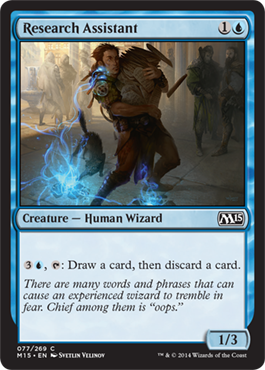 Research Assistant 1
Creature — Human Wizard M15
3, : Draw a card, then discard a card.
There are many words and phrases that can
cause an experienced wizard to tremble in
fear. Chief among them is “oops.”
1/3
077/269 C
M15 • EN SVETLIN VELINOV ™ & © 2014 Wizards of the Coast